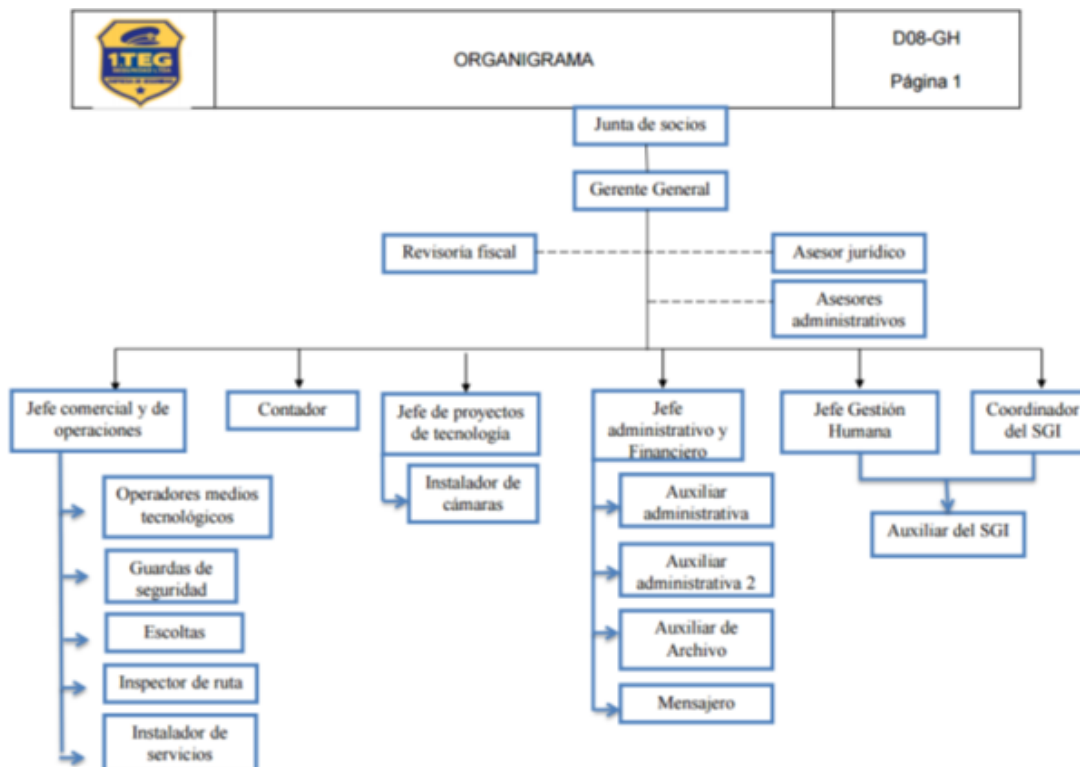 1TEG
ORGANIGRAMA
D08-GH
Página 1
Junta de socios
Gerente General
Revisoría fiscal
Asesor jurídico
Asesores
administrativos
Jefe comercial y de
operaciones
Contador
Jefe de proyectos
de tecnología
Jefe
administrativo y
Financiero
Jefe Gestión
Humana
Coordinador
del SGI
Operadores medios
tecnológicos
Guardas de
seguridad
Escoltas
Inspector de ruta
Instalador de
servicios
Instalador de
cámaras
Auxiliar
administrativa
Auxiliar
administrativa 2
Auxiliar de
Archivo
Mensajero
Auxiliar del SGI